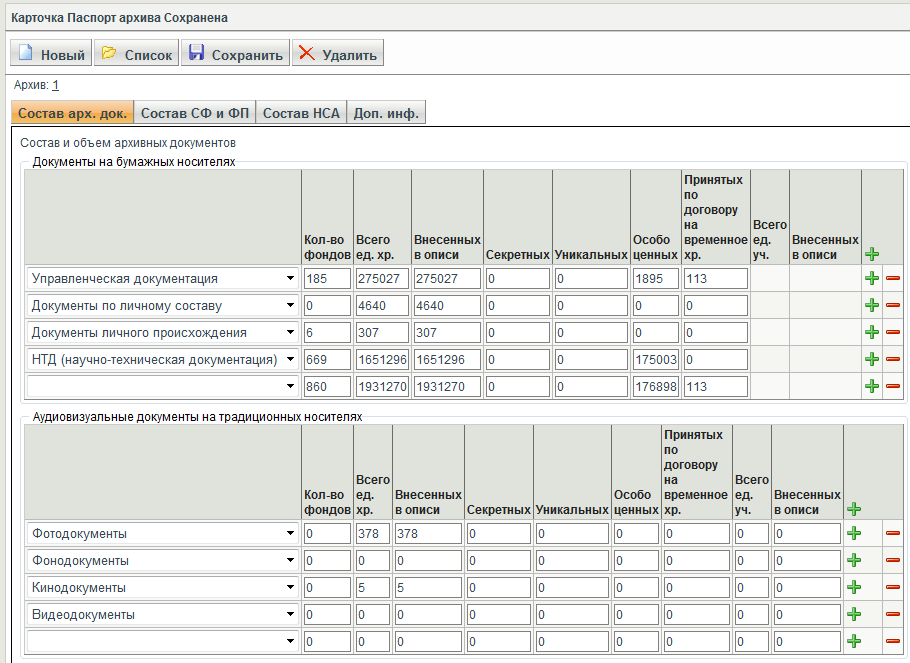 Карточка Паспорт архива Сохранена
Новый Список Сохранить Удалить
Архив: 1
Состав арх. док. Состав СФ и ФП Состав НСА Доп. инф.
Состав и объем архивных документов
Документы на бумажных носителях
Кол-во фондов Всего ед. хр. Внесенных в описи Секретных Уникальных Особо ценных Принятых по договору на временное хр. Всего ед. уч. Внесенных в описи
Управленческая документация 185 275027 275027 0 0 1895 113
Документы по личному составу 0 4640 4640 0 0 0 0
Документы личного происхождения 6 307 307 0 0 0 0
НТД (научно-техническая документация) 669 1651296 1651296 0 0 175003 0
860 1931270 1931270 0 0 176898 113
Аудиовизуальные документы на традиционных носителях
Кол-во фондов Всего ед. хр. Внесенных в описи Секретных Уникальных Особо ценных Принятых по договору на временное хр. Всего ед. уч. Внесенных в описи
Фотодокументы 0 378 378 0 0 0 0 0 0
Фонодокументы 0 0 0 0 0 0 0 0 0
Кинодокументы 0 5 5 0 0 0 0 0 0
Видеодокументы 0 0 0 0 0 0 0 0 0
0 0 0 0 0 0 0 0 0